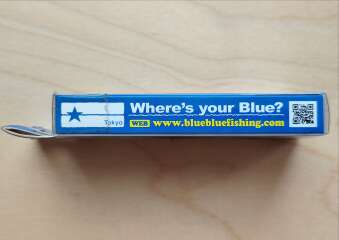 Where's your Blue?
Tokyo
WEB www.bluebluefishing.com